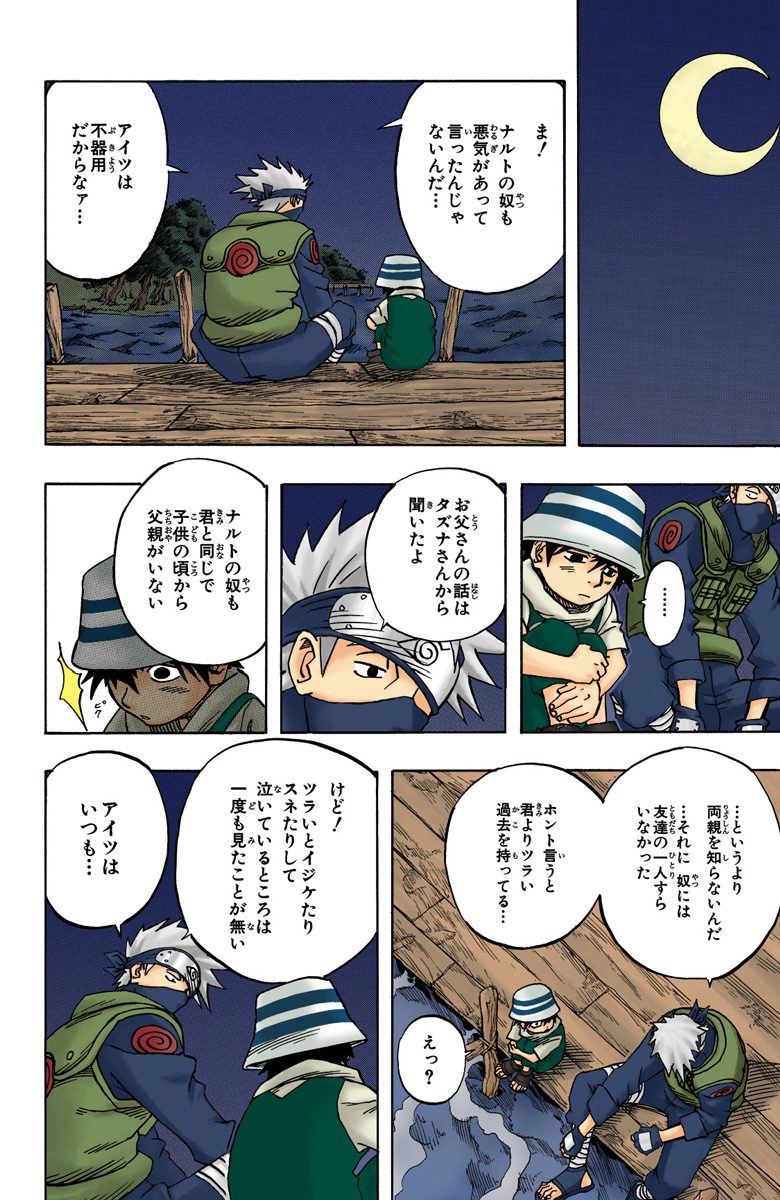 ま!
ナルトの奴も
悪気があって
言ったんじゃ
ないんだ…
アイツは
不器用
だからなァ…
……
お父さんの話は
タズナさんから
聞いたよ
ナルトの奴も
君と同じで
子供の頃から
父親がいない
ピク
…というより
両親を知らないんだ
…それに 奴には
友達の一人すら
いなかった
ホント言うと
君よりツラい
過去を持ってる…
えっ?
けど!
ツラいとイジケたり
スネたりして
泣いているところは
一度も見たことが無い
アイツは
いつも…